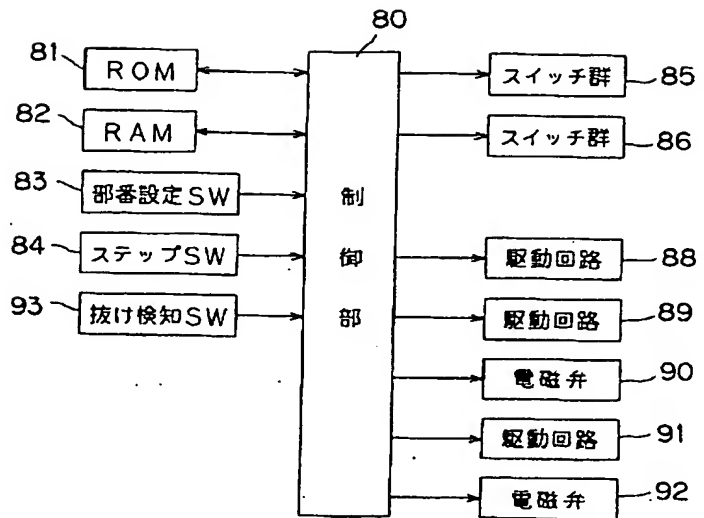 80
81 ROM
82 RAM
83 部番設定SW
84 ステップSW
93 抜け検知SW
制御部
スイッチ群 85
スイッチ群 86
駆動回路 88
駆動回路 89
電磁弁 90
駆動回路 91
電磁弁 92